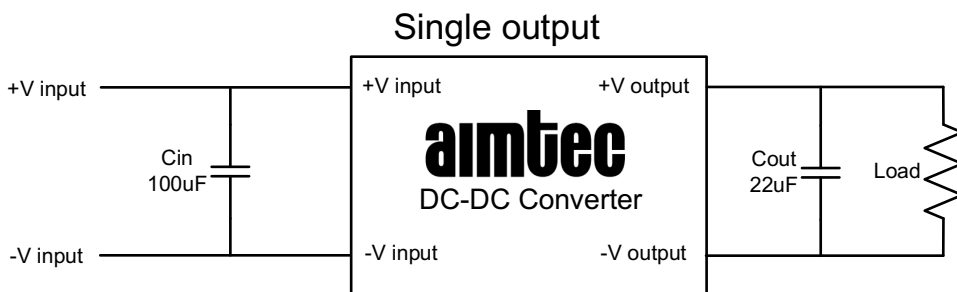 Single output
+V input
+V input
+V output
Cin
100uF
aimtec
DC-DC Converter
Cout
22uF
Load
-V input
-V input
-V output